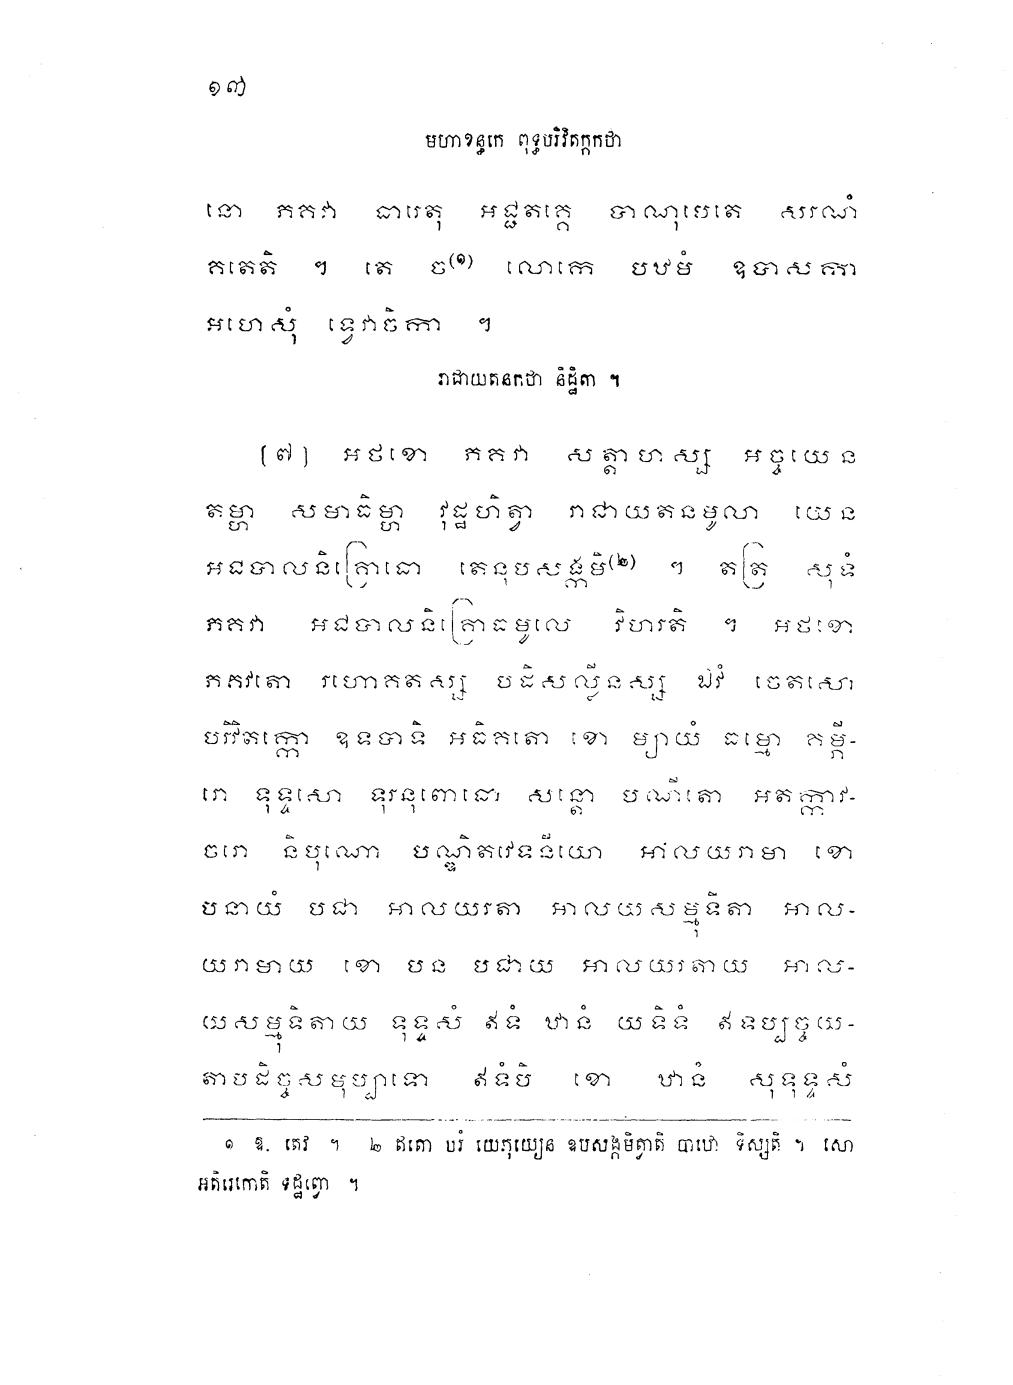 ១៣
មហាខន្ធកេ ពុទ្ធបរិវិតក្កកថា
នោ ភគវា ធារេតុ អជ្ជតគ្គេ បាណុបេតេ សរណំ
គតេតិ ។ តេ ច(១) លោកេ បឋមំ ឧបាសកា
អហេសុំ ទ្វេវាចិកា ។
រាជាយតនកថា និដ្ឋិតា ។
(៧) អថខោ ភគវា សត្តាហស្ស អច្ចយេន
តម្ហា សមាធិម្ហា វុដ្ឋហិត្វា រាជាយតនមូលា យេន
អជបាលនិគ្រោធោ តេនុបសង្កមិ(២) ។ តត្រ សុទំ
ភគវា អជបាលនិគ្រោធមូលេ វិហរតិ ។ អថខោ
ភគវតោ រហោគតស្ស បដិសល្លីនស្ស ឯវំ ចេតសោ
បរិវិតក្កោ ឧទបាទិ អធិគតោ ខោ ម្យាយំ ធម្មោ គម្ភី-
រោ ទុទ្ទសោ ទុរនុពោធោ សន្តោ បណីតោ អតក្កាវ-
ចរោ និបុណោ បណ្ឌិតវេទនីយោ អាលយរាមា ខោ
បនាយំ បជា អាលយរតា អាលយសម្មុទិតា អាល-
យរាមាយ ខោ បន បជាយ អាលយរតាយ អាល-
យសម្មុទិតាយ ទុទ្ទសំ ឥទំ ឋានំ យទិទំ ឥទប្បច្ចយ-
តាបដិច្ចសមុប្បាទោ ឥទំបិ ខោ ឋានំ សុទុទ្ទសំ
១ ឱ. តេវ ។ ២ ឥតោ បរំ យេភុយ្យេន ឧបសង្កមិត្វាតិ បាឋោ ទិស្សតិ ។ សោ
អតិរេកោតិ ទដ្ឋព្វោ ។